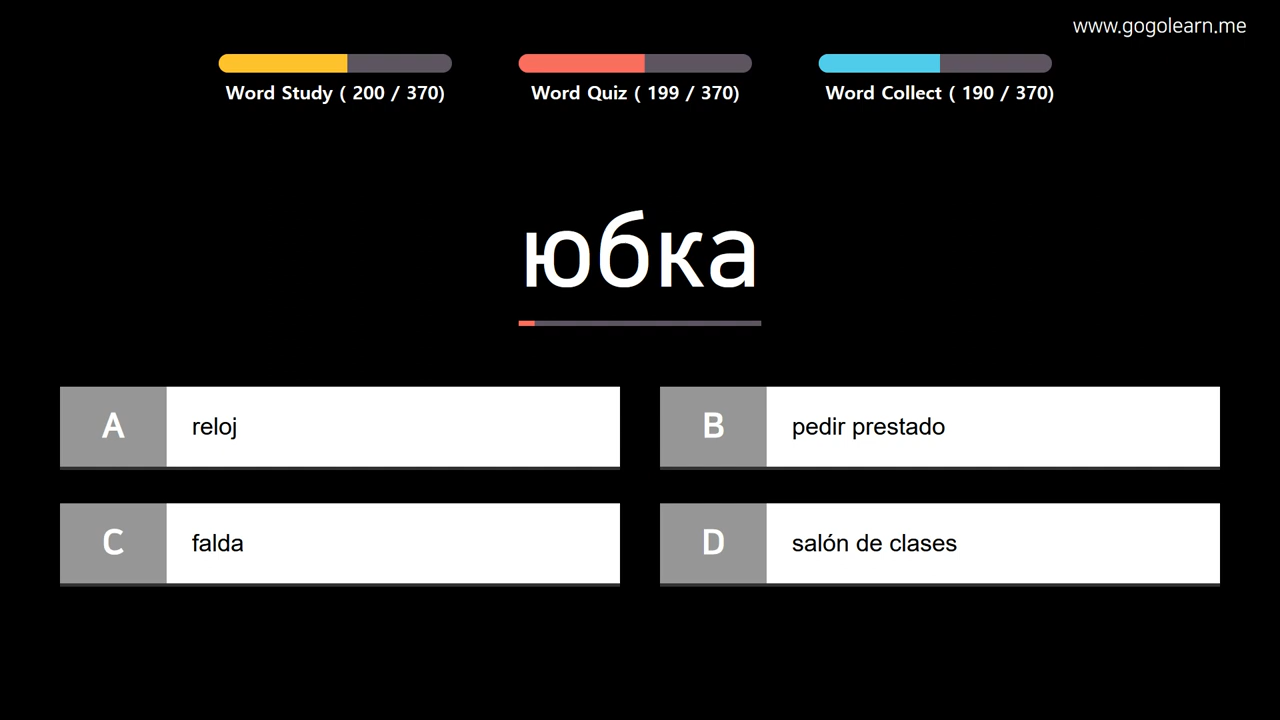 www.gogolearn.me
Word Study ( 200 / 370)
Word Quiz ( 199 / 370)
Word Collect ( 190 / 370)
юбка
A
reloj
B
pedir prestado
C
falda
D
salón de clases